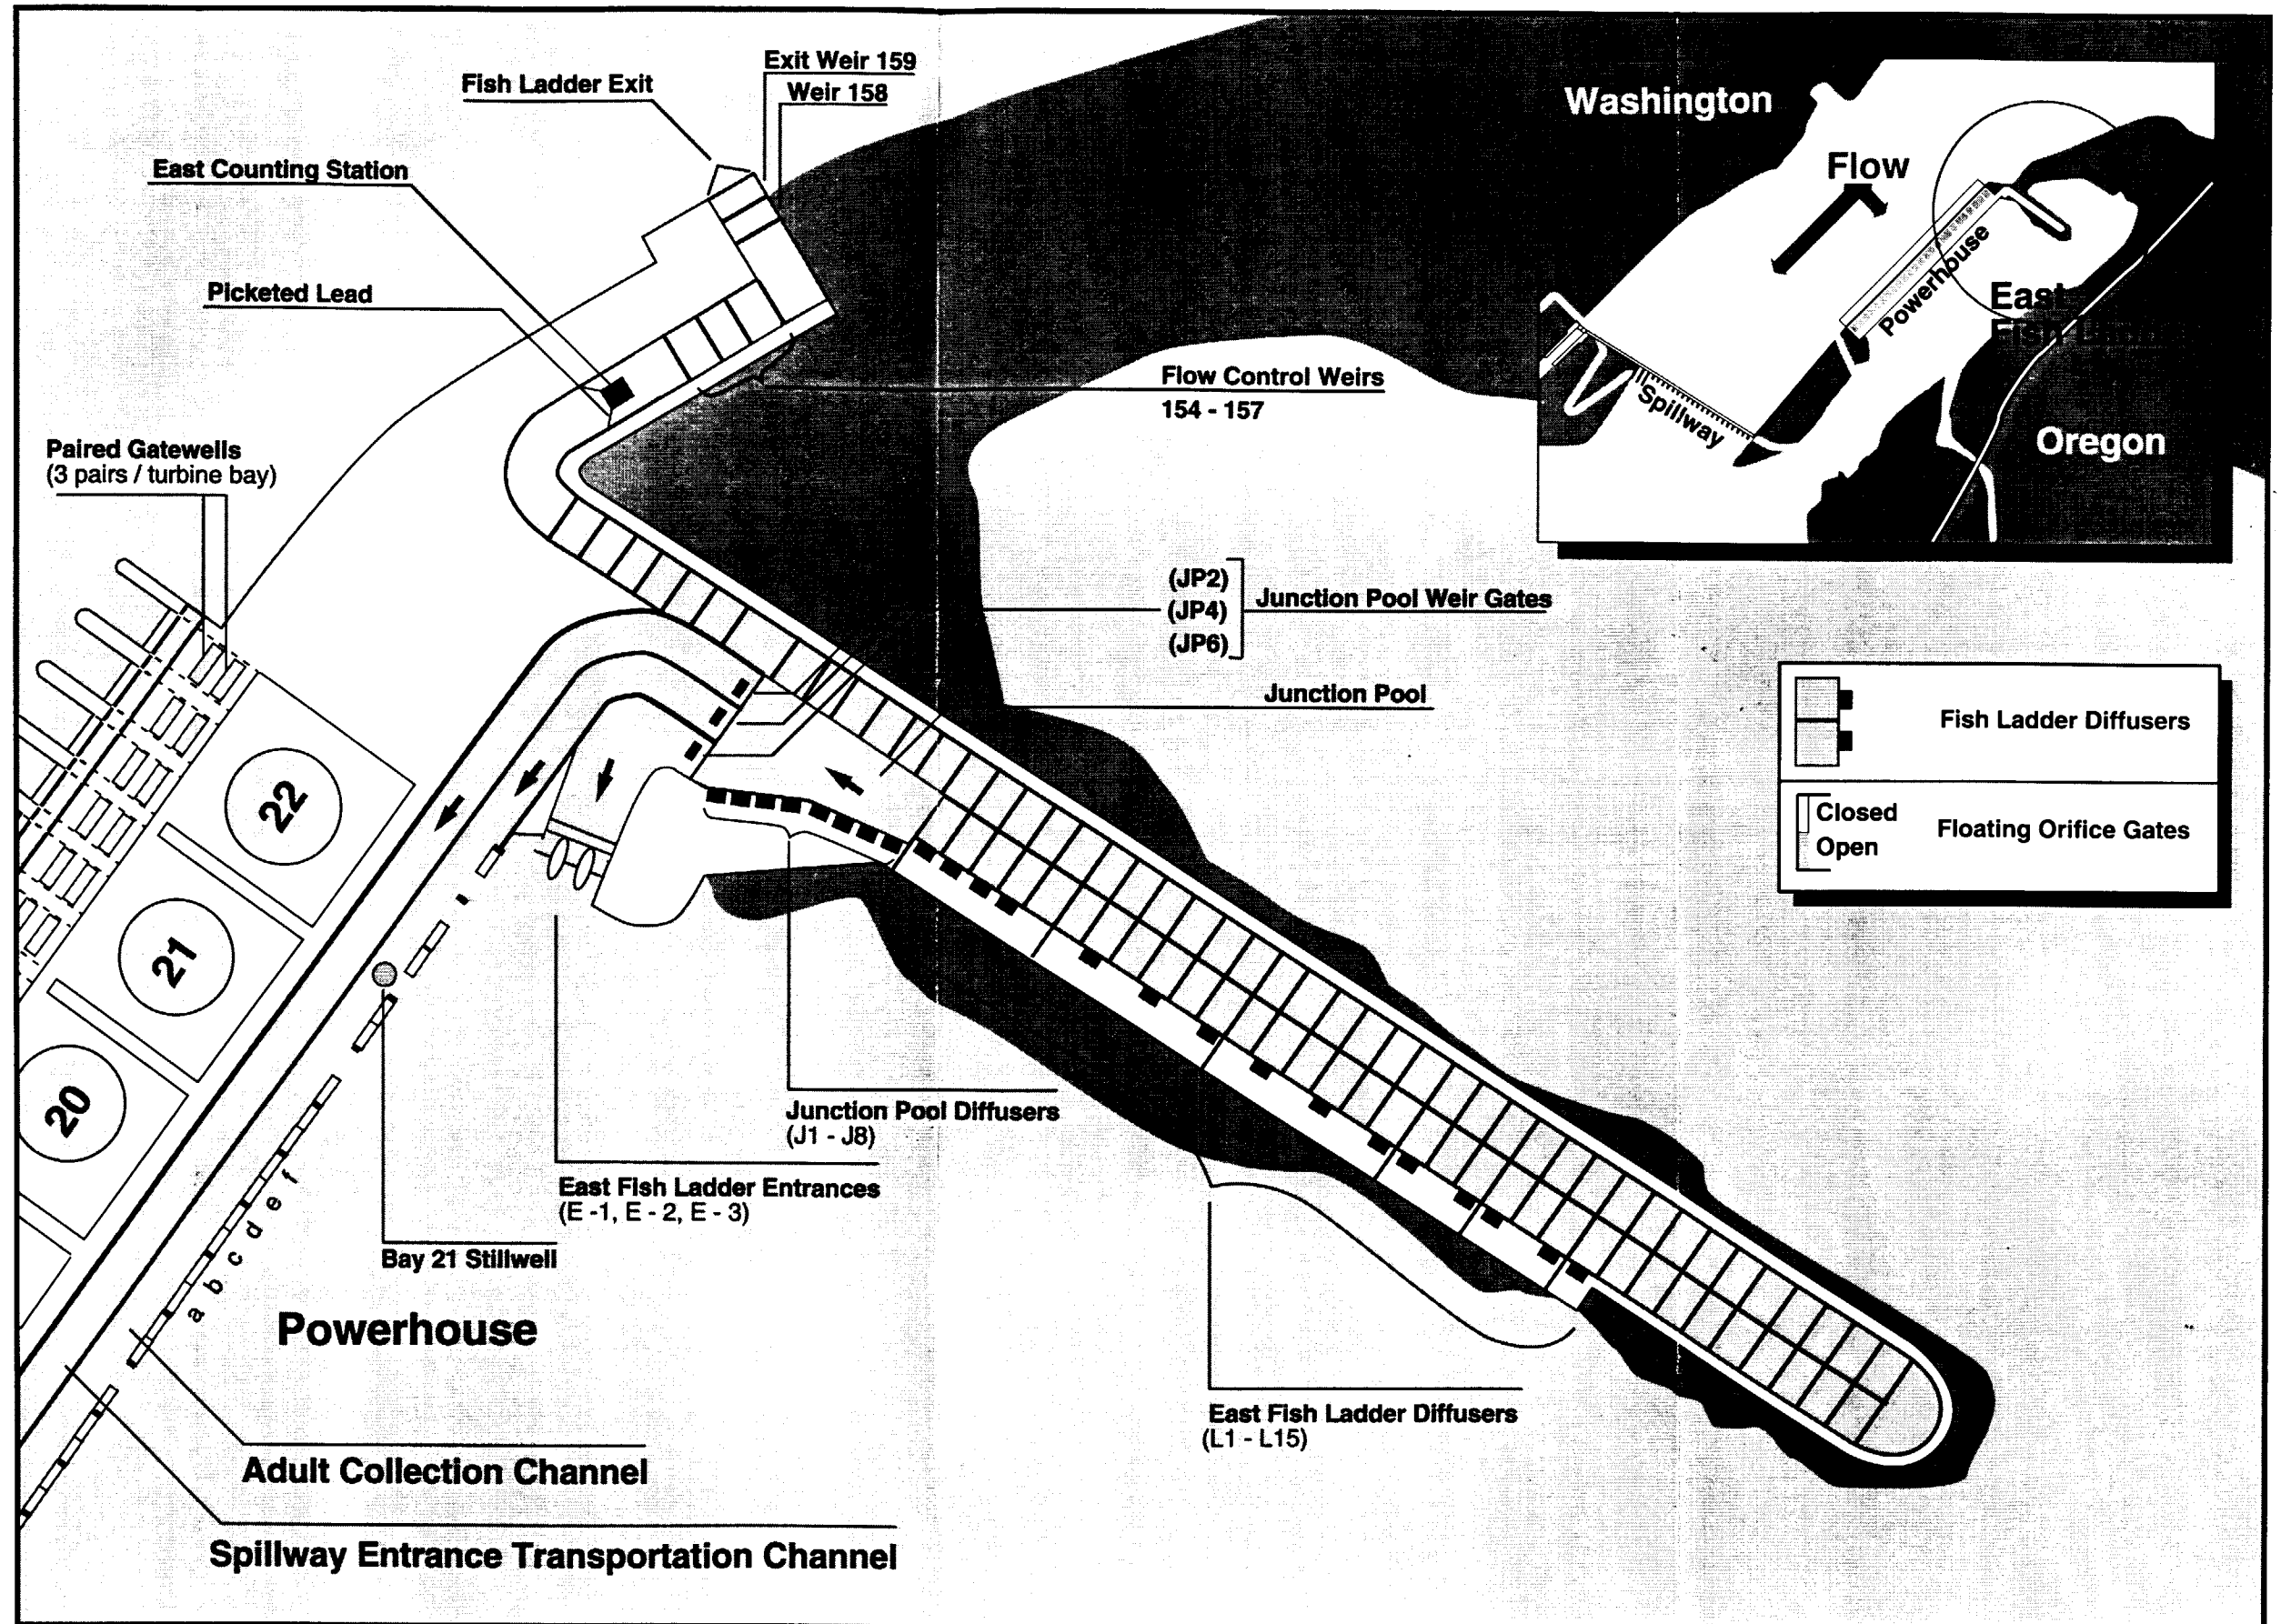 Exit Weir 159
Weir 158
Fish Ladder Exit
East Counting Station
Picketed Lead
Flow Control Weirs
154 - 157
Paired Gatewells
(3 pairs / turbine bay)
(JP2)
(JP4)
(JP6)
Junction Pool Weir Gates
Junction Pool
Washington
Flow
Powerhouse
East
Fish Ladder
Spillway
Oregon
Fish Ladder Diffusers
Closed
Open
Floating Orifice Gates
22
21
20
a b c d e f
Junction Pool Diffusers
(J1 - J8)
East Fish Ladder Entrances
(E -1, E - 2, E - 3)
Bay 21 Stillwell
Powerhouse
East Fish Ladder Diffusers
(L1 - L15)
Adult Collection Channel
Spillway Entrance Transportation Channel